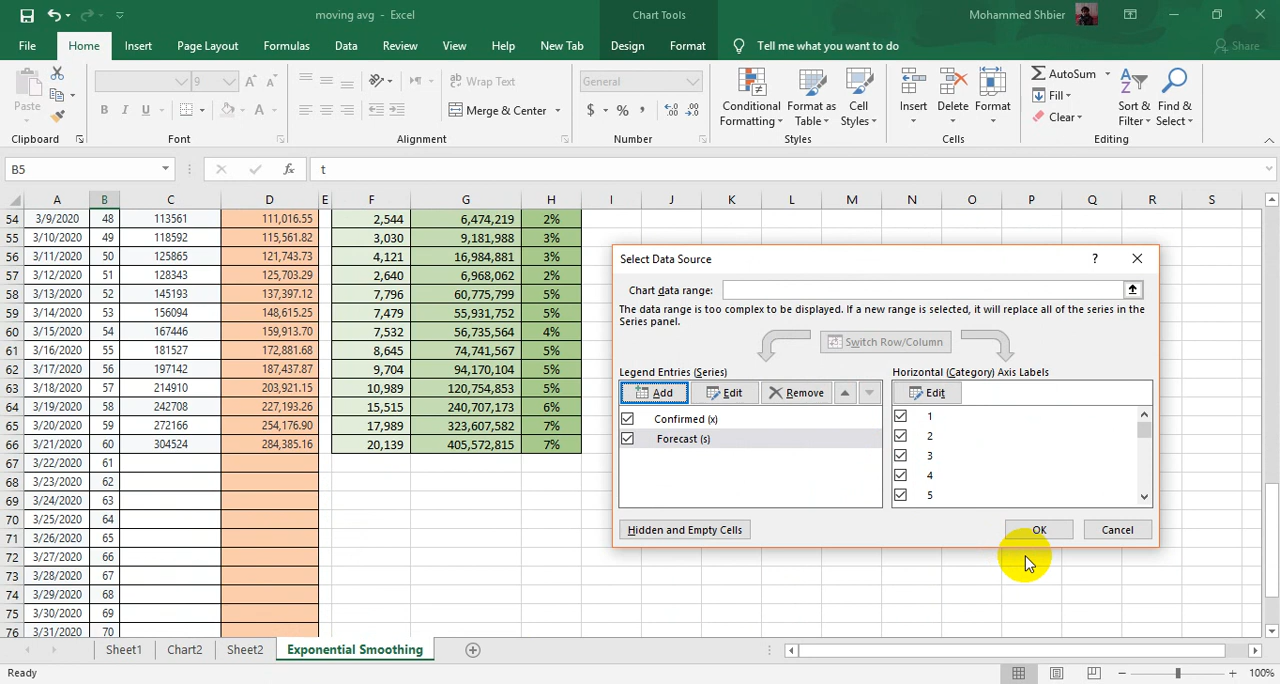 moving avg - Excel
Chart Tools
Mohammed Shbier
File Home Insert Page Layout Formulas Data Review View Help New Tab Design Format Tell me what you want to do Share
Paste
9
B I U
Wrap Text
Merge & Center
General
$ % ,
Conditional Formatting
Format as Table
Cell Styles
Insert Delete Format
AutoSum
Fill
Clear
Sort & Filter
Find & Select
Clipboard Font Alignment Number Styles Cells Editing
B5 fx t
A B C D E F G H I J K L M N O P Q R S
54 3/9/2020 48 113561 111,016.55 2,544 6,474,219 2%
55 3/10/2020 49 118592 115,561.82 3,030 9,181,988 3%
56 3/11/2020 50 125865 121,743.73 4,121 16,984,881 3%
57 3/12/2020 51 128343 125,703.29 2,640 6,968,062 2%
58 3/13/2020 52 145193 137,397.12 7,796 60,775,799 5%
59 3/14/2020 53 156094 148,615.25 7,479 55,931,752 5%
60 3/15/2020 54 167446 159,913.70 7,532 56,735,564 4%
61 3/16/2020 55 181527 172,881.68 8,645 74,741,567 5%
62 3/17/2020 56 197142 187,437.87 9,704 94,170,100 5%
63 3/18/2020 57 214910 203,921.15 10,989 120,754,853 5%
64 3/19/2020 58 242708 227,193.26 15,515 240,707,173 6%
65 3/20/2020 59 272166 254,176.90 17,989 323,607,582 7%
66 3/21/2020 60 304524 284,385.16 20,139 405,572,815 7%
67 3/22/2020 61
68 3/23/2020 62
69 3/24/2020 63
70 3/25/2020 64
71 3/26/2020 65
72 3/27/2020 66
73 3/28/2020 67
74 3/29/2020 68
75 3/30/2020 69
76 3/31/2020 70
Select Data Source
?
Chart data range:
The data range is too complex to be displayed. If a new range is selected, it will replace all of the series in the
Series panel.
Switch Row/Column
Legend Entries (Series)
Horizontal (Category) Axis Labels
Add Edit Remove
Edit
Confirmed (x)
Forecast (s)
1
2
3
4
5
Hidden and Empty Cells
OK
Cancel
Sheet1 Chart2 Sheet2 Exponential Smoothing
Ready
100%